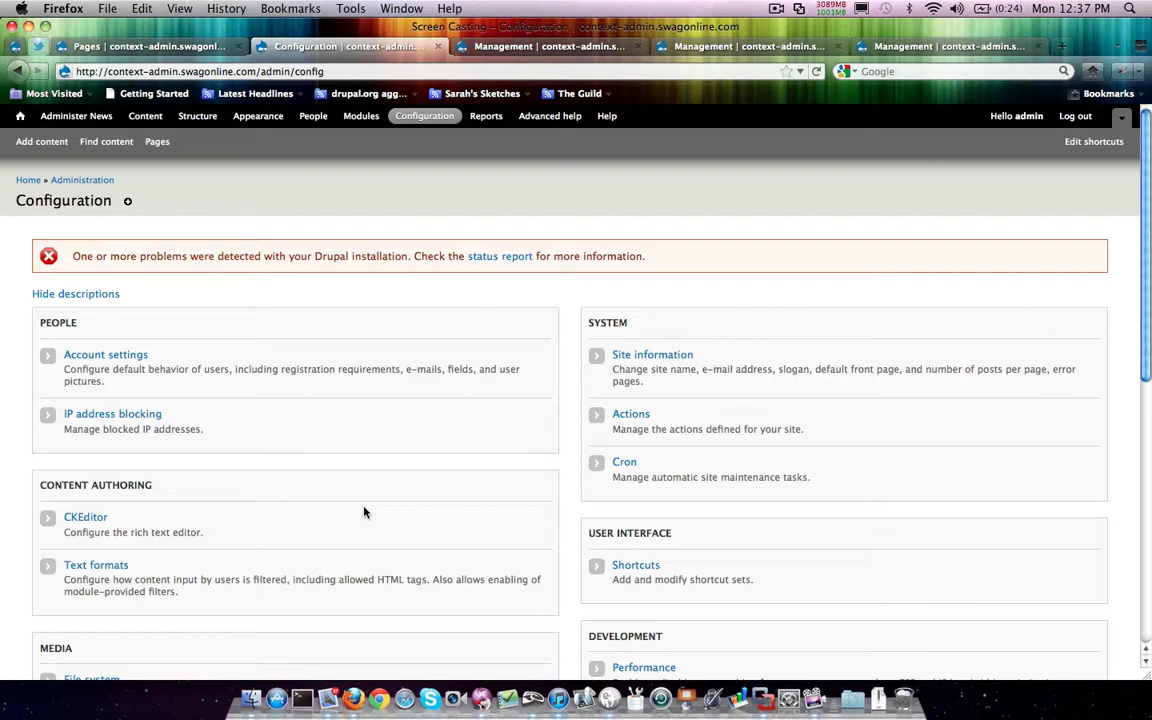 Firefox File Edit View History Bookmarks Tools Window Help 3089MB 1001MB (0:24) Mon 12:37 PM
Screen Casting – Configuration | context-admin.swagonline.com
Pages | context-admin.swagonl... Configuration | context-admin.... Management | context-admin.s... Management | context-admin.s... Management | context-admin.s...
http://context-admin.swagonline.com/admin/config Google
Most Visited Getting Started Latest Headlines drupal.org agg... Sarah's Sketches The Guild Bookmarks
Administer News Content Structure Appearance People Modules Configuration Reports Advanced help Help Hello admin Log out
Add content Find content Pages Edit shortcuts
Home » Administration
Configuration
One or more problems were detected with your Drupal installation. Check the status report for more information.
Hide descriptions
PEOPLE
Account settings
Configure default behavior of users, including registration requirements, e-mails, fields, and user
pictures.
IP address blocking
Manage blocked IP addresses.
CONTENT AUTHORING
CKEditor
Configure the rich text editor.
Text formats
Configure how content input by users is filtered, including allowed HTML tags. Also allows enabling of
module-provided filters.
MEDIA
File system
SYSTEM
Site information
Change site name, e-mail address, slogan, default front page, and number of posts per page, error
pages.
Actions
Manage the actions defined for your site.
Cron
Manage automatic site maintenance tasks.
USER INTERFACE
Shortcuts
Add and modify shortcut sets.
DEVELOPMENT
Performance